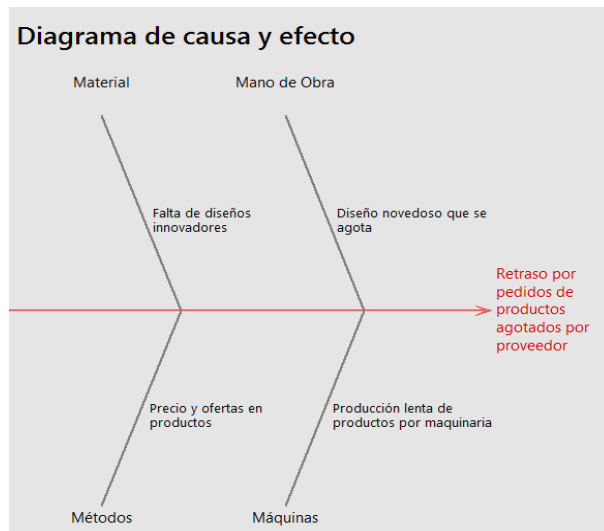 Diagrama de causa y efecto
Material
Mano de Obra
Falta de diseños
innovadores
Diseño novedoso que se
agota
Retraso por
pedidos de
productos
agotados por
proveedor
Precio y ofertas en
productos
Producción lenta de
productos por maquinaria
Métodos
Máquinas